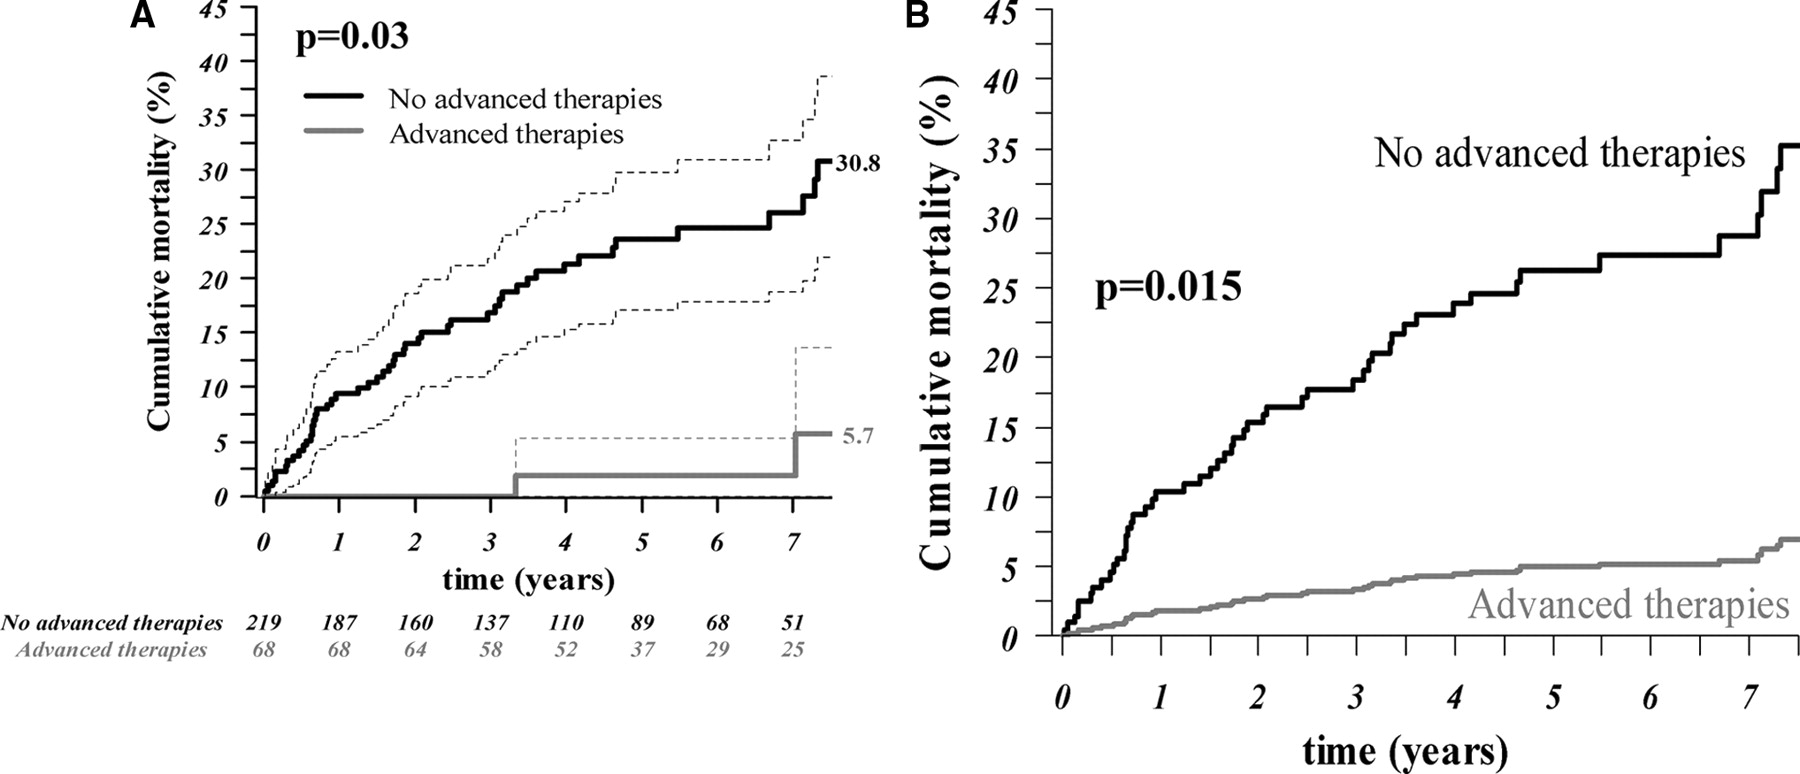 A
p=0.03
No advanced therapies
Advanced therapies
Cumulative mortality (%)
45
40
35
30
25
20
15
10
5
0
30.8
5.7
0 1 2 3 4 5 6 7
time (years)
No advanced therapies 219 187 160 137 110 89 68 51
Advanced therapies 68 68 64 58 52 37 29 25
B
Cumulative mortality (%)
45
40
35
30
25
20
15
10
5
0
No advanced therapies
p=0.015
Advanced therapies
0 1 2 3 4 5 6 7
time (years)